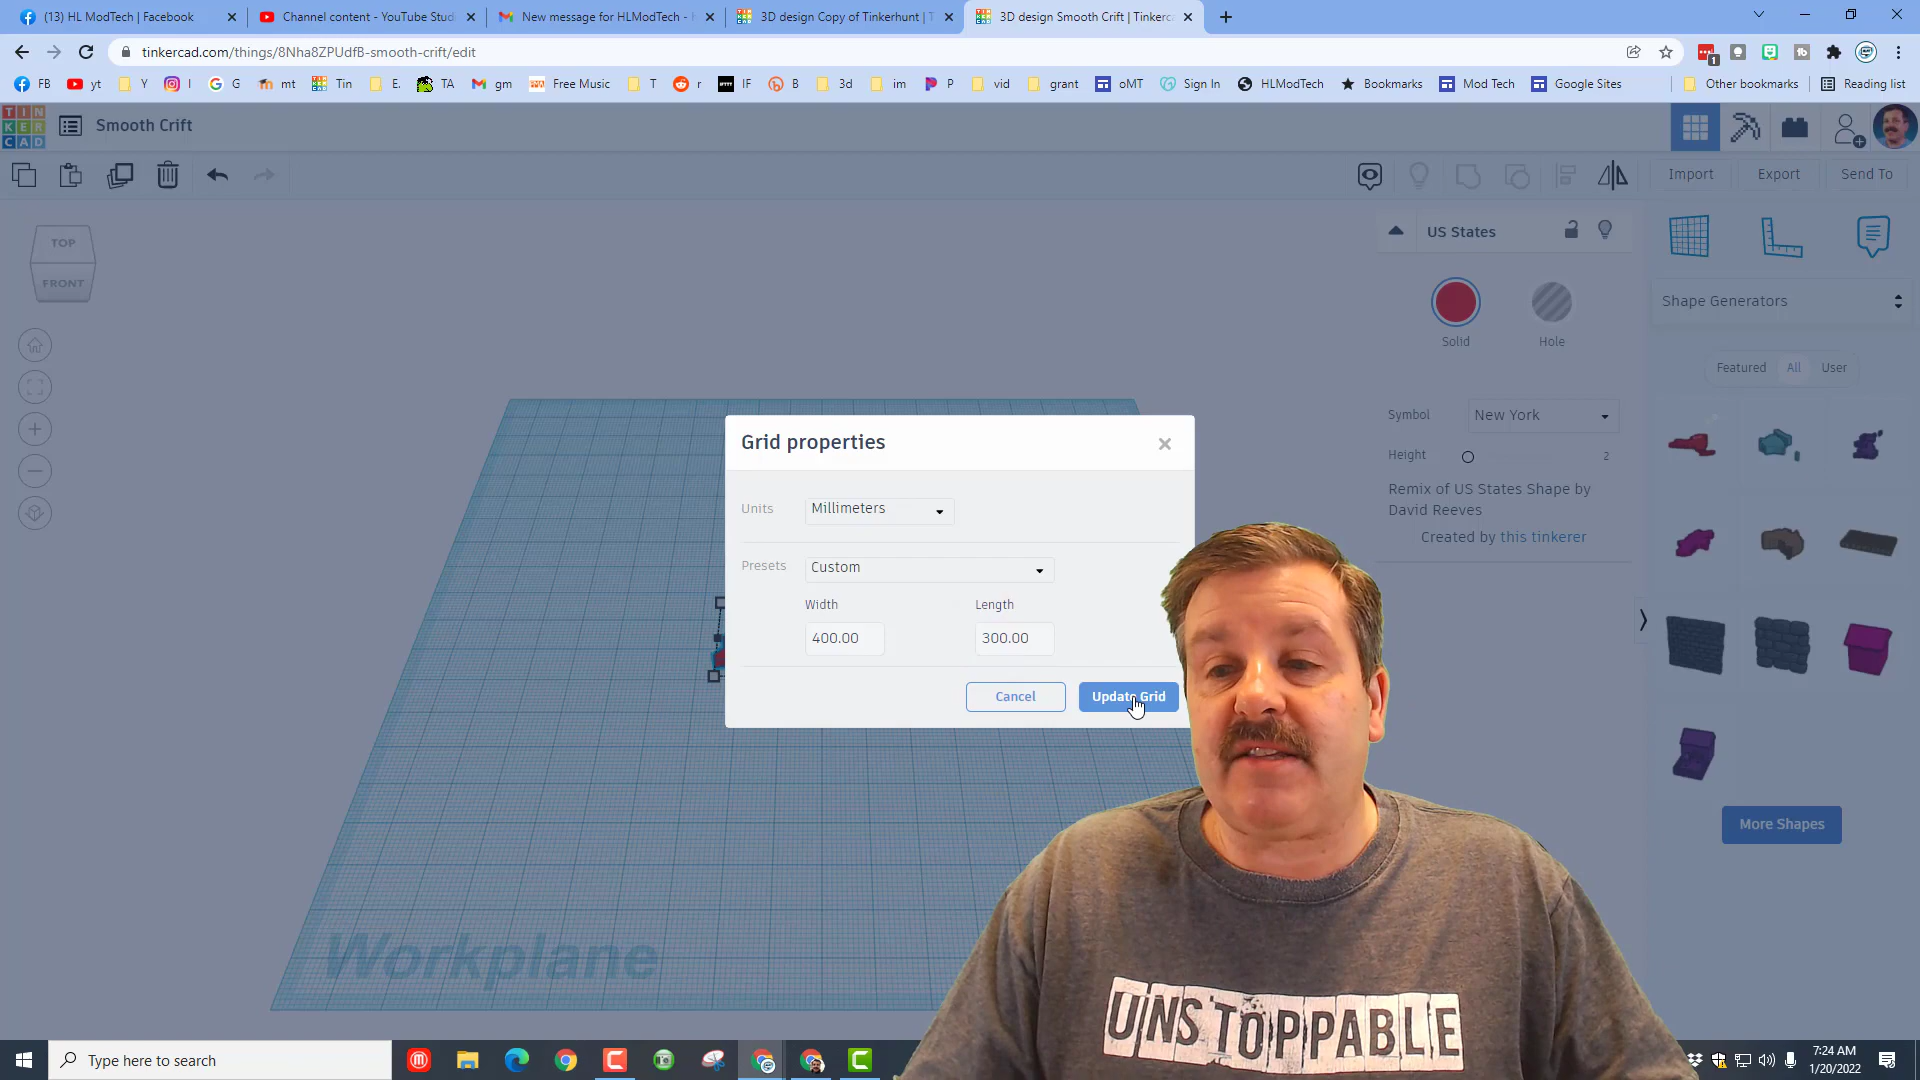 (13) HL ModTech | Facebook
Channel content - YouTube Stud
New message for HLModTech - h
3D design Copy of Tinkerhunt | T
3D design Smooth Crift | Tinkerca
tinkercad.com/things/8Nha8ZPUdfB-smooth-crift/edit
FB yt Y I G mt Tin E. TA gm Free Music T r IF B 3d im P vid grant oMT Sign In HLModTech Bookmarks Mod Tech Google Sites Other bookmarks Reading list
TIN
KER
CAD
Smooth Crift
Import Export Send To
TOP
FRONT
US States
Solid Hole
Symbol New York
Height 2
Remix of US States Shape by
David Reeves
Created by this tinkerer
Shape Generators
Featured All User
More Shapes
Grid properties
Units Millimeters
Presets Custom
Width Length
400.00 300.00
Cancel Update Grid
Workplane
UNSTOPPABLE
Type here to search
7:24 AM
1/20/2022